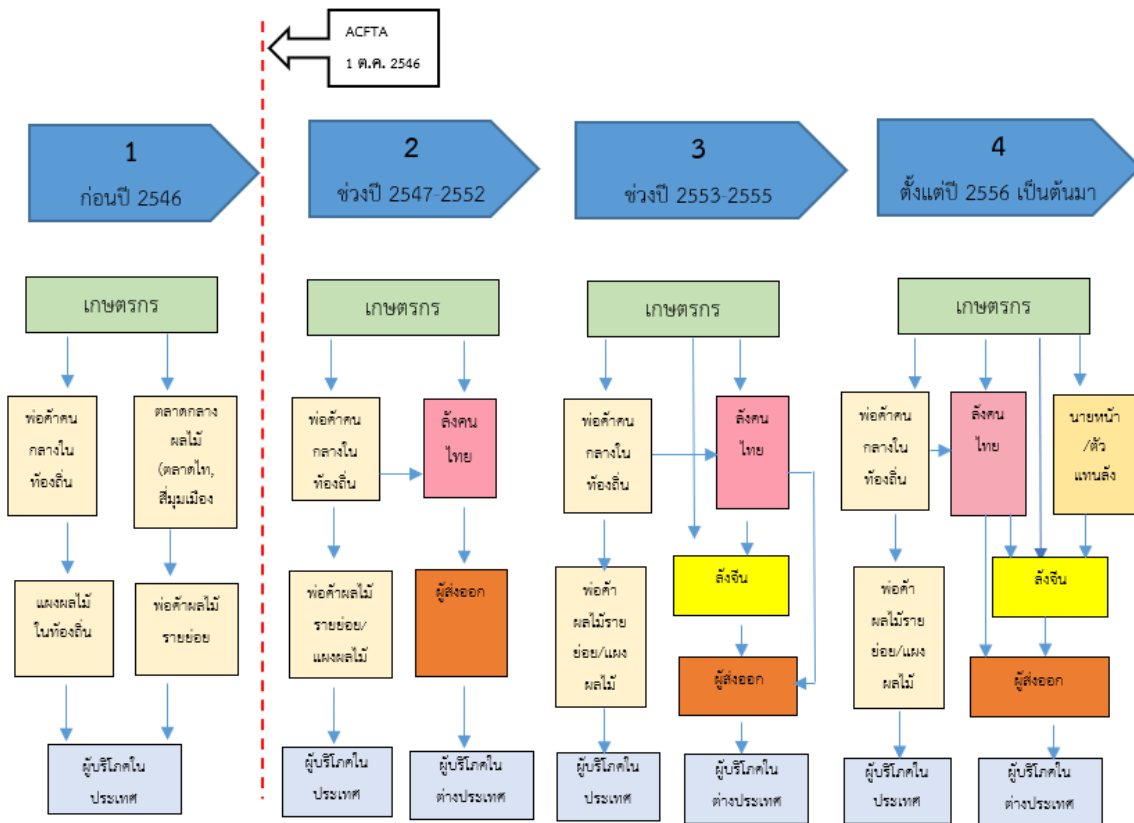 ACFTA
1 ต.ค. 2546
1
ก่อนปี 2546
2
ช่วงปี 2547-2552
3
ช่วงปี 2553-2555
4
ตั้งแต่ปี 2556 เป็นต้นมา
เกษตรกร
พ่อค้าคน
กลางใน
ท้องถิ่น
ตลาดกลาง
ผลไม้
(ตลาดไท,
สี่มุมเมือง
แผงผลไม้
ในท้องถิ่น
พ่อค้าผลไม้
รายย่อย
ผู้บริโภคใน
ประเทศ
เกษตรกร
พ่อค้าคน
กลางใน
ท้องถิ่น
ล้งคน
ไทย
พ่อค้าผลไม้
รายย่อย/
แผงผลไม้
ผู้ส่งออก
ผู้บริโภคใน
ประเทศ
ผู้บริโภคใน
ต่างประเทศ
เกษตรกร
พ่อค้าคน
กลางใน
ท้องถิ่น
ล้งคน
ไทย
ล้งจีน
พ่อค้า
ผลไม้ราย
ย่อย/แผง
ผลไม้
ผู้ส่งออก
ผู้บริโภคใน
ประเทศ
ผู้บริโภคใน
ต่างประเทศ
เกษตรกร
พ่อค้าคน
กลางใน
ท้องถิ่น
ล้งคน
ไทย
นายหน้า
/ตัว
แทนล้ง
ล้งจีน
พ่อค้า
ผลไม้ราย
ย่อย/แผง
ผลไม้
ผู้ส่งออก
ผู้บริโภคใน
ประเทศ
ผู้บริโภคใน
ต่างประเทศ